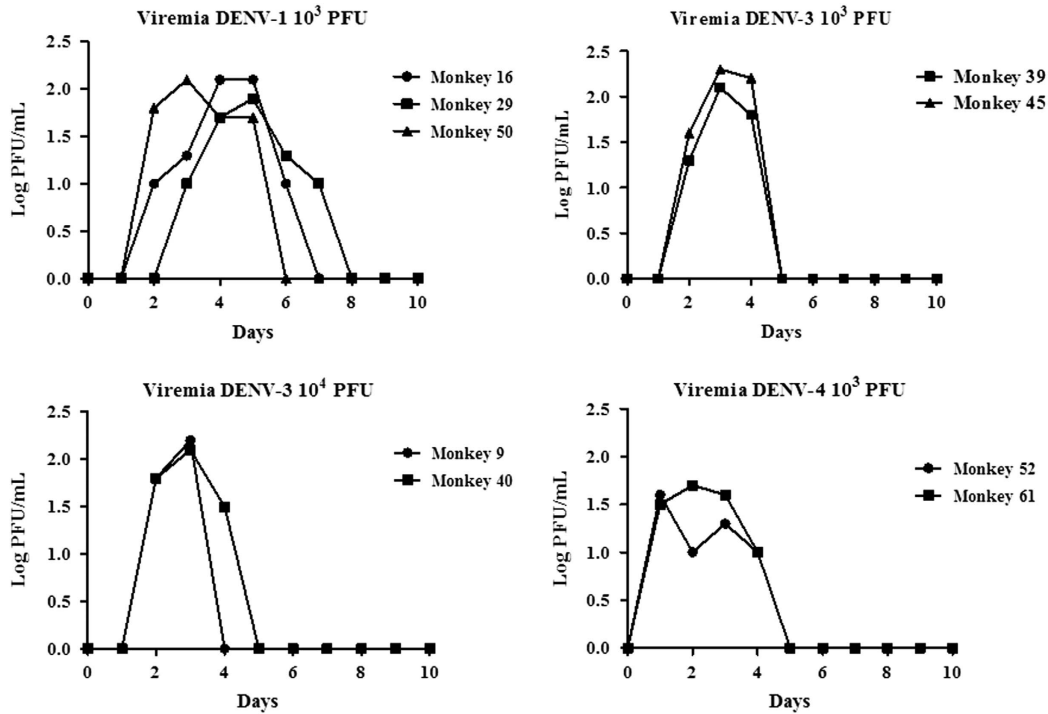 Viremia DENV-1 10³ PFU
2.5
2.0
1.5
1.0
0.5
0.0
Log PFU/mL
0 2 4 6 8 10
Days
Monkey 16
Monkey 29
Monkey 50
Viremia DENV-3 10³ PFU
2.5
2.0
1.5
1.0
0.5
0.0
Log PFU/mL
0 2 4 6 8 10
Days
Monkey 39
Monkey 45
Viremia DENV-3 10⁴ PFU
2.5
2.0
1.5
1.0
0.5
0.0
Log PFU/mL
0 2 4 6 8 10
Days
Monkey 9
Monkey 40
Viremia DENV-4 10³ PFU
2.5
2.0
1.5
1.0
0.5
0.0
Log PFU/mL
0 2 4 6 8 10
Days
Monkey 52
Monkey 61